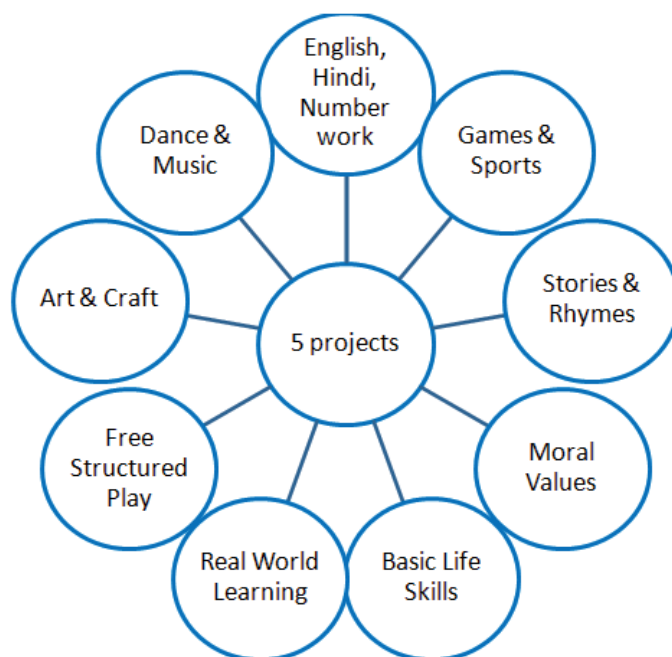 English,
Hindi,
Number
work
Games &
Sports
Stories &
Rhymes
Moral
Values
Basic Life
Skills
Real World
Learning
Free
Structured
Play
Art & Craft
Dance &
Music
5 projects